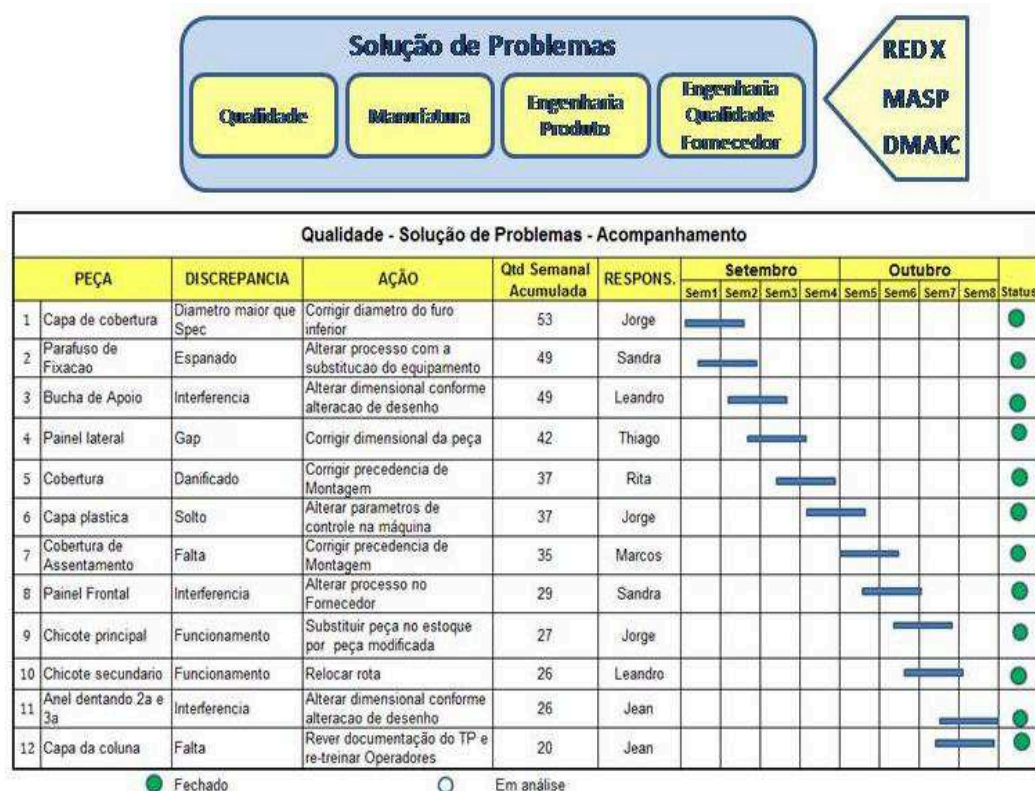 Solução de Problemas
Qualidade
Manufatura
Engenharia
Produto
Engenharia
Qualidade
Fornecedor
RED X
MASP
DMAIC
Qualidade - Solução de Problemas - Acompanhamento
PEÇA DISCREPANCIA AÇÃO Qtd Semanal Acumulada RESPONS. Setembro Outubro
Sem1 Sem2 Sem3 Sem4 Sem5 Sem6 Sem7 Sem8 Status
1 Capa de cobertura Diametro maior que Spec Corrigir diametro do furo inferior 53 Jorge
2 Parafuso de Fixacao Espanado Alterar processo com a substitucao do equipamento 49 Sandra
3 Bucha de Apoio Interferencia Alterar dimensional conforme alteracao de desenho 49 Leandro
4 Painel lateral Gap Corrigir dimensional da peça 42 Thiago
5 Cobertura Danificado Corrigir precedencia de Montagem 37 Rita
6 Capa plastica Solto Alterar parametros de controle na máquina 37 Jorge
7 Cobertura de Assentamento Falta Corrigir precedencia de Montagem 35 Marcos
8 Painel Frontal Interferencia Alterar processo no Fornecedor 29 Sandra
9 Chicote principal Funcionamento Substituir peça no estoque por peça modificada 27 Jorge
10 Chicote secundario Funcionamento Relocar rota 26 Leandro
11 Anel dentando 2a e 3a Interferencia Alterar dimensional conforme alteracao de desenho 26 Jean
12 Capa da coluna Falta Rever documentação do TP e re-treinar Operadores 20 Jean
Fechado Em análise